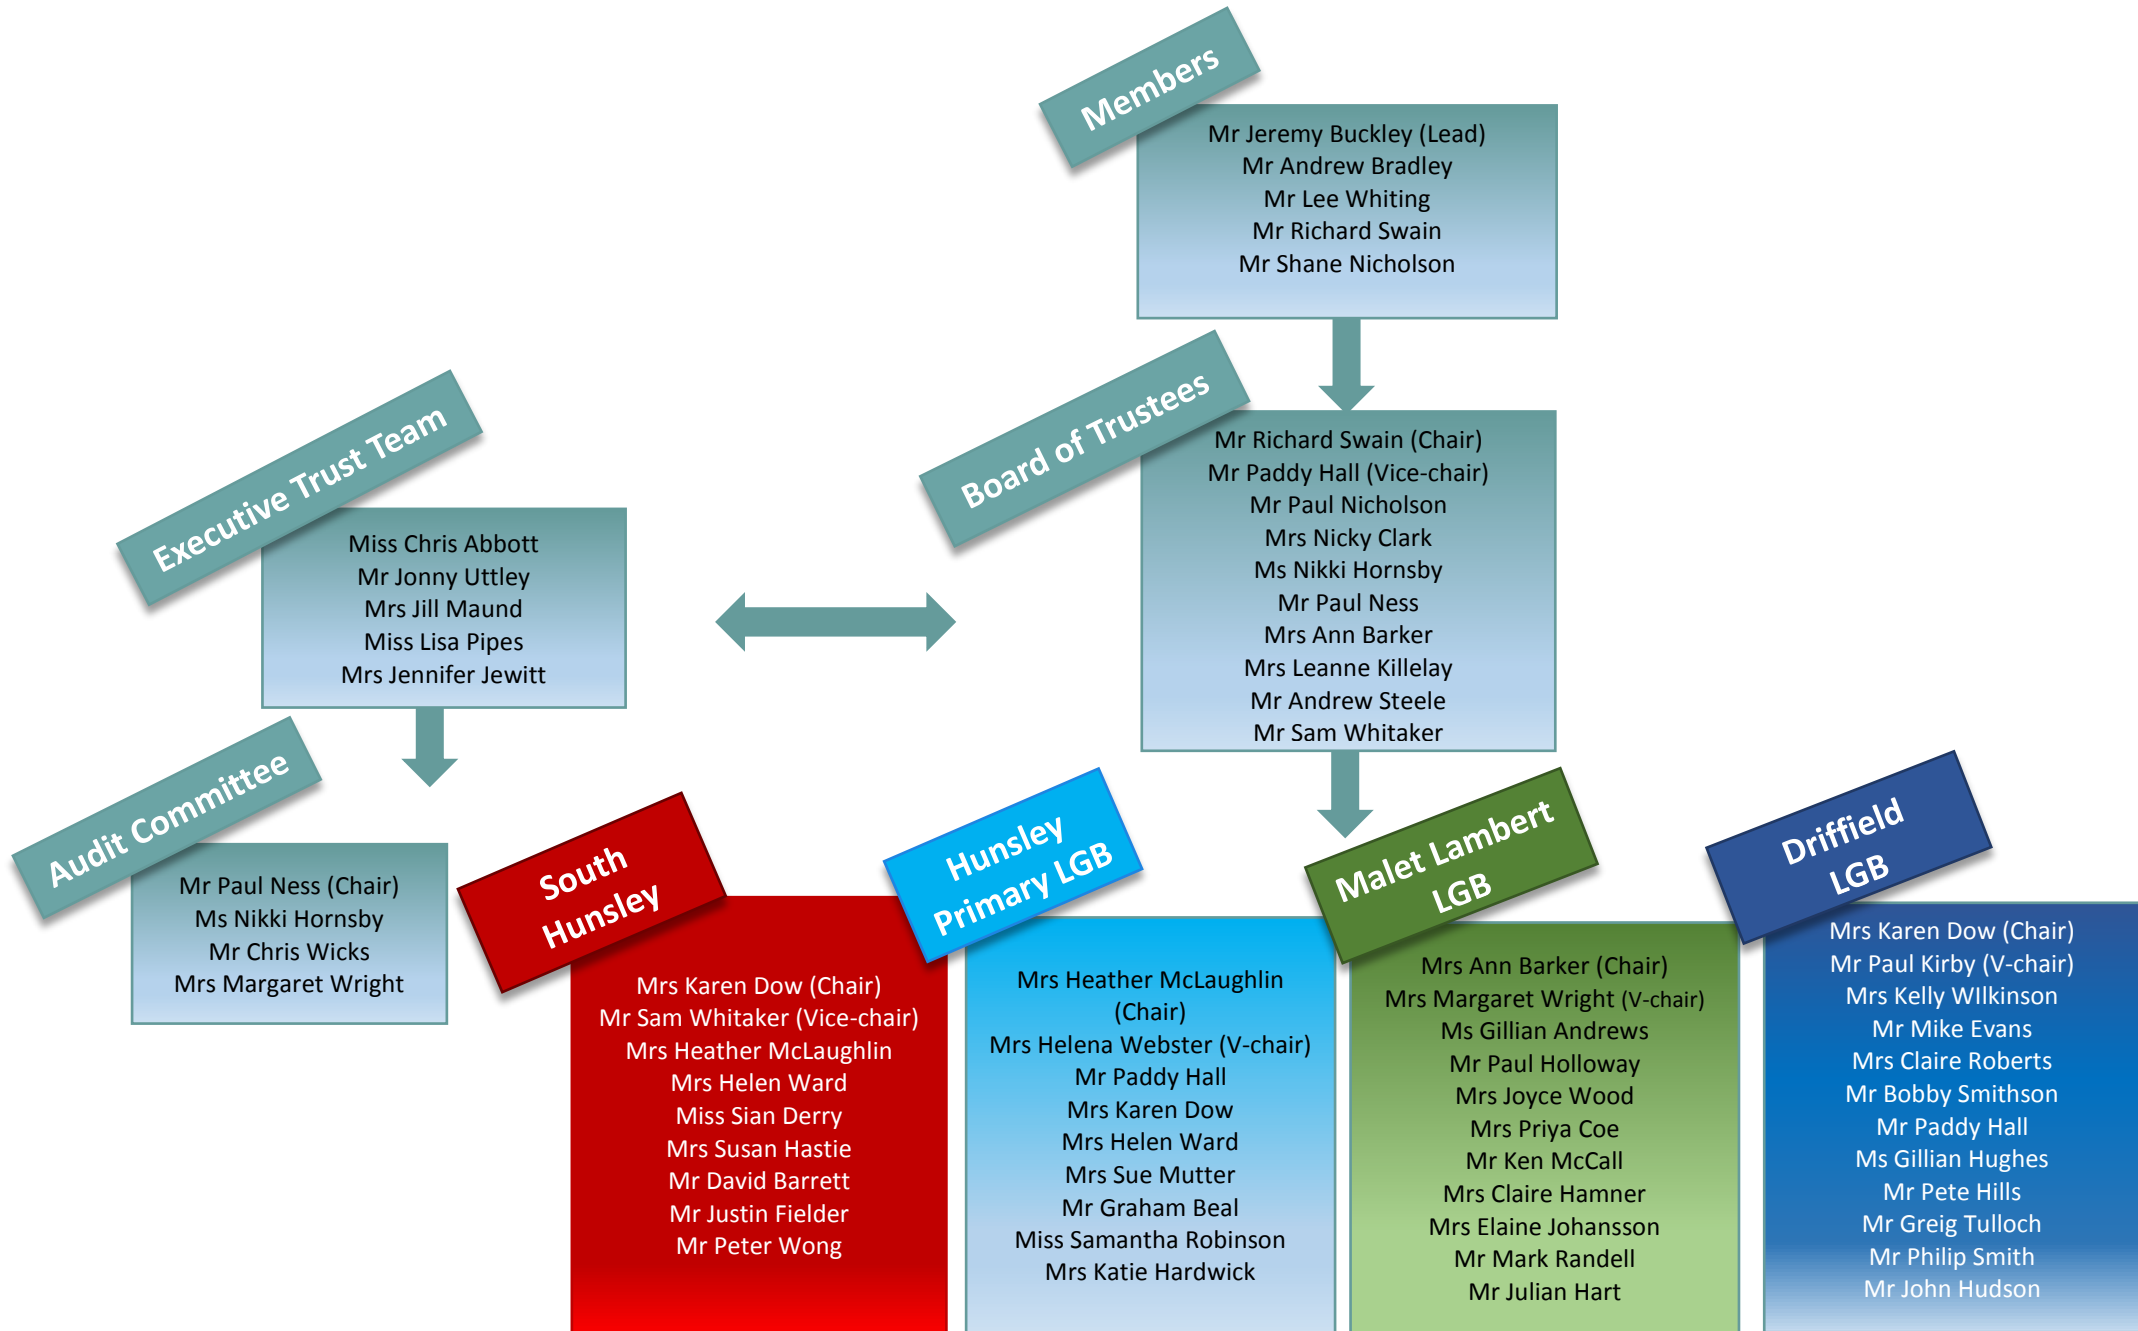 Members
Mr Jeremy Buckley (Lead)
Mr Andrew Bradley
Mr Lee Whiting
Mr Richard Swain
Mr Shane Nicholson
Board of Trustees
Mr Richard Swain (Chair)
Mr Paddy Hall (Vice-chair)
Mr Paul Nicholson
Mrs Nicky Clark
Ms Nikki Hornsby
Mr Paul Ness
Mrs Ann Barker
Mrs Leanne Killelay
Mr Andrew Steele
Mr Sam Whitaker
Executive Trust Team
Miss Chris Abbott
Mr Jonny Uttley
Mrs Jill Maund
Miss Lisa Pipes
Mrs Jennifer Jewitt
Audit Committee
Mr Paul Ness (Chair)
Ms Nikki Hornsby
Mr Chris Wicks
Mrs Margaret Wright
South
Hunsley
Mrs Karen Dow (Chair)
Mr Sam Whitaker (Vice-chair)
Mrs Heather McLaughlin
Mrs Helen Ward
Miss Sian Derry
Mrs Susan Hastie
Mr David Barrett
Mr Justin Fielder
Mr Peter Wong
Hunsley
Primary LGB
Mrs Heather McLaughlin
(Chair)
Mrs Helena Webster (V-chair)
Mr Paddy Hall
Mrs Karen Dow
Mrs Helen Ward
Mrs Sue Mutter
Mr Graham Beal
Miss Samantha Robinson
Mrs Katie Hardwick
Malet Lambert
LGB
Mrs Ann Barker (Chair)
Mrs Margaret Wright (V-chair)
Ms Gillian Andrews
Mr Paul Holloway
Mrs Joyce Wood
Mrs Priya Coe
Mr Ken McCall
Mrs Claire Hamner
Mrs Elaine Johansson
Mr Mark Randell
Mr Julian Hart
Driffield
LGB
Mrs Karen Dow (Chair)
Mr Paul Kirby (V-chair)
Mrs Kelly WIlkinson
Mr Mike Evans
Mrs Claire Roberts
Mr Bobby Smithson
Mr Paddy Hall
Ms Gillian Hughes
Mr Pete Hills
Mr Greig Tulloch
Mr Philip Smith
Mr John Hudson